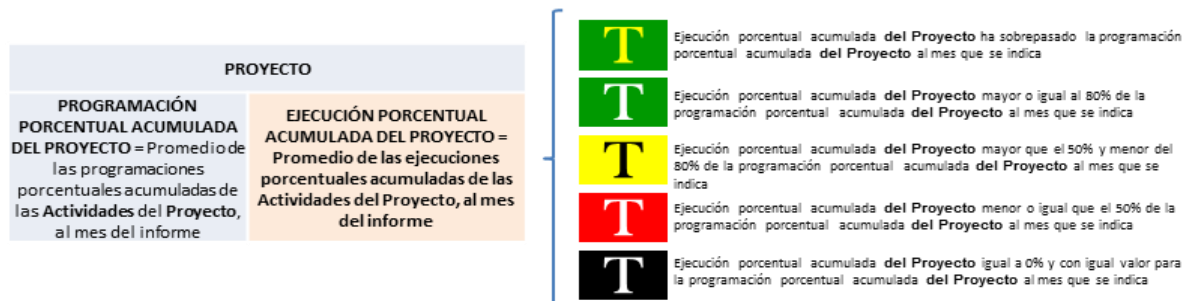 PROYECTO
PROGRAMACIÓN
PORCENTUAL ACUMULADA
DEL PROYECTO = Promedio de
las programaciones
porcentuales acumuladas de
las Actividades del Proyecto,
al mes del informe
EJECUCIÓN PORCENTUAL
ACUMULADA DEL PROYECTO =
Promedio de las ejecuciones
porcentuales acumuladas de las
Actividades del Proyecto, al mes
del informe
T
Ejecución porcentual acumulada del Proyecto ha sobrepasado la programación
porcentual acumulada del Proyecto al mes que se indica
T
Ejecución porcentual acumulada del Proyecto mayor o igual al 80% de la
programación porcentual acumulada del Proyecto al mes que se indica
T
Ejecución porcentual acumulada del Proyecto mayor que el 50% y menor del
80% de la programación porcentual acumulada del Proyecto al mes que se
indica
T
Ejecución porcentual acumulada del Proyecto menor o igual que el 50% de la
programación porcentual acumulada del Proyecto al mes que se indica
T
Ejecución porcentual acumulada del Proyecto igual a 0% y con igual valor para
la programación porcentual acumulada del Proyecto al mes que se indica